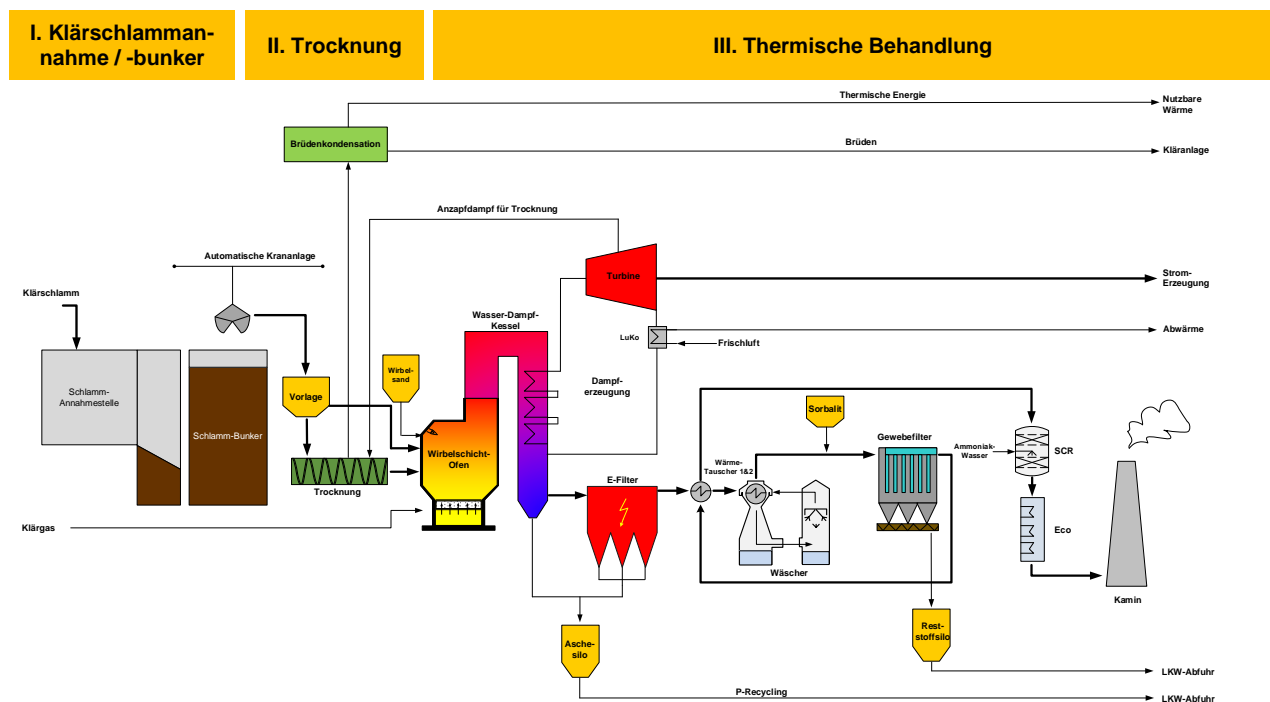 I. Klärschlamman-
nahme / -bunker
II. Trocknung
III. Thermische Behandlung
Thermische Energie
Nutzbare
Wärme
Brüdenkondensation
Brüden
Kläranlage
Anzapfdampf für Trocknung
Automatische Krananlage
Turbine
Strom-
Erzeugung
Klärschlamm
Wasser-Dampf-
Kessel
LuKo
Frischluft
Abwärme
Schlamm-
Annahmestelle
Schlamm-Bunker
Vorlage
Wirbel-
sand
Dampf-
erzeugung
Sorbalit
Gewebefilter
Ammoniak-
Wasser
SCR
Wirbelschicht-
Ofen
Wärme-
Tauscher 1&2
E-Filter
Trocknung
Klärgas
Eco
Wäscher
Kamin
Asche-
silo
Rest-
stoffsilo
LKW-Abfuhr
P-Recycling
LKW-Abfuhr